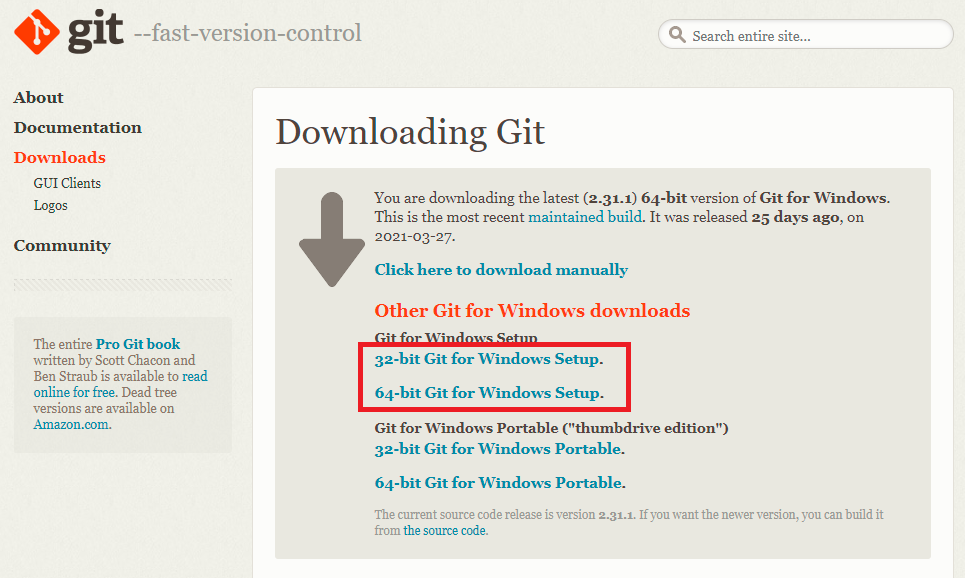 git --fast-version-control
Search entire site...
About
Documentation
Downloads
GUI Clients
Logos
Community
The entire Pro Git book
written by Scott Chacon and
Ben Straub is available to read
online for free. Dead tree
versions are available on
Amazon.com.
Downloading Git
You are downloading the latest (2.31.1) 64-bit version of Git for Windows.
This is the most recent maintained build. It was released 25 days ago, on
2021-03-27.
Click here to download manually
Other Git for Windows downloads
Git for Windows Setup
32-bit Git for Windows Setup.
64-bit Git for Windows Setup.
Git for Windows Portable ("thumbdrive edition")
32-bit Git for Windows Portable.
64-bit Git for Windows Portable.
The current source code release is version 2.31.1. If you want the newer version, you can build it
from the source code.